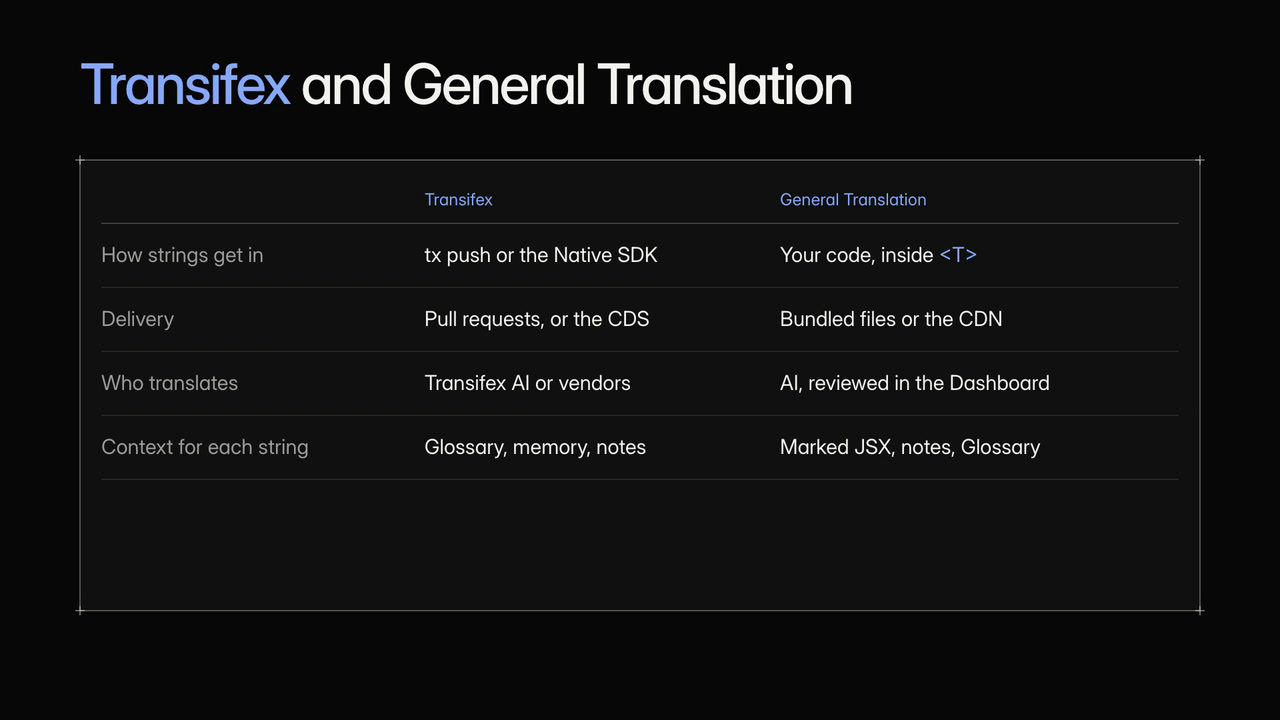 Transifex and General Translation
Transifex General Translation
How strings get in tx push or the Native SDK Your code, inside <T>
Delivery Pull requests, or the CDS Bundled files or the CDN
Who translates Transifex AI or vendors AI, reviewed in the Dashboard
Context for each string Glossary, memory, notes Marked JSX, notes, Glossary